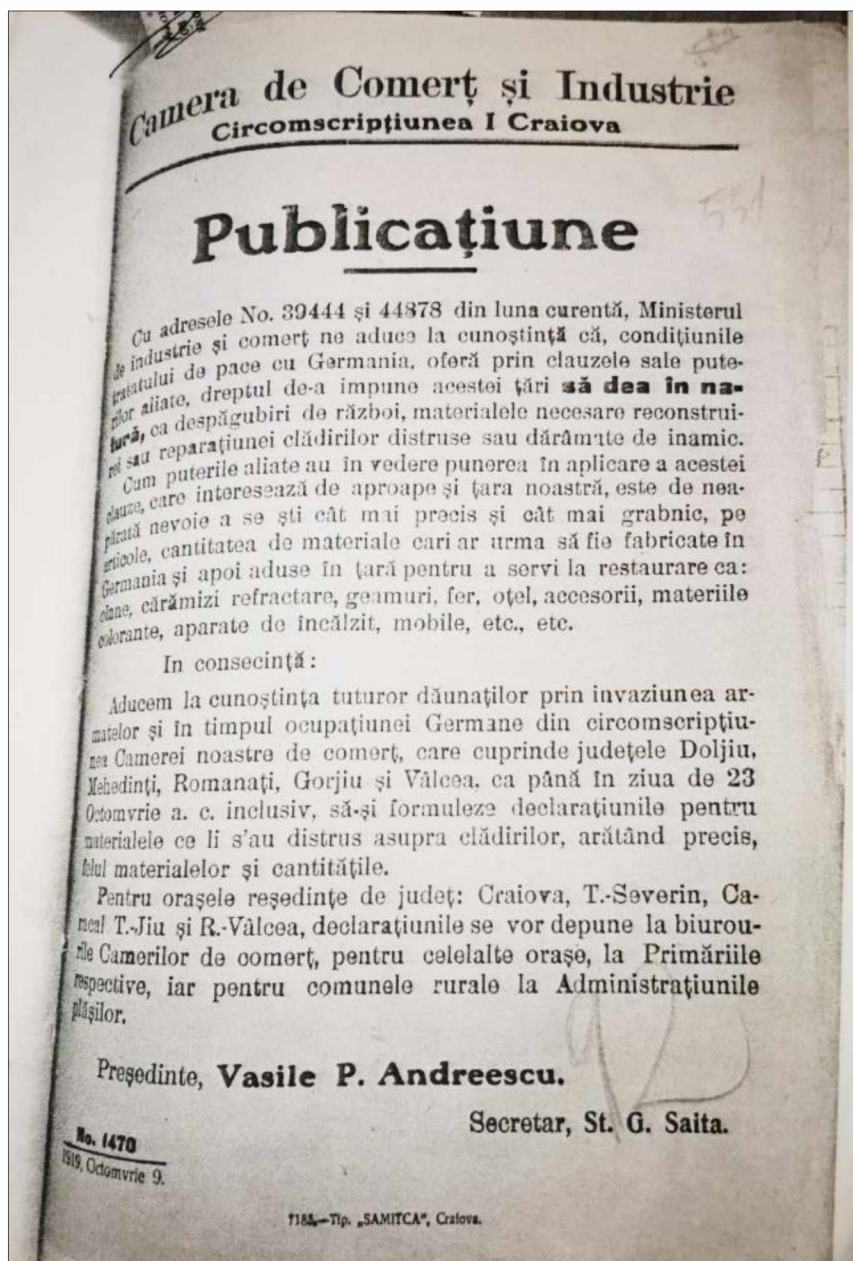 Camera de Comerț și Industrie
Circomscripțiunea I Craiova
531
Publicațiune
Cu adresele No. 39444 și 44878 din luna curentă, Ministerul
de industrie și comerț ne aduce la cunoștință că, condițiunile
tratatului de pace cu Germania, oferă prin clauzele sale pute-
rilor aliate, dreptul de-a impune acestei țări să dea în na-
tură, ca despăgubiri de război, materialele necesare reconstrui-
rei sau reparațiunei clădirilor distruse sau dărâmate de inamic.
Cum puterile aliate au în vedere punerea în aplicare a acestei
clauze, care interesează de aproape și țara noastră, este de nea-
părată nevoie a se ști cât mai precis și cât mai grabnic, pe
articole, cantitatea de materiale cari ar urma să fie fabricate în
Germania și apoi aduse în țară pentru a servi la restaurare ca:
olane, cărămizi refractare, geamuri, fer, oțel, accesorii, materiile
colorante, aparate de încălzit, mobile, etc., etc.
In consecință:
Aducem la cunoștința tuturor dăunaților prin invaziunea ar-
matelor și în timpul ocupațiunei Germane din circomscripțiu-
nea Camerei noastre de comerț, care cuprinde județele Doljiu,
Mehedinți, Romanați, Gorjiu și Vâlcea, ca până în ziua de 23
Octomvrie a. c. inclusiv, să-și formuleze declarațiunile pentru
materialele ce li s'au distrus asupra clădirilor, arătând precis,
felul materialelor și cantitățile.
Pentru orașele reședințe de județ: Craiova, T.-Severin, Ca-
racal T.-Jiu și R.-Vâlcea, declarațiunile se vor depune la birou-
rile Camerilor de comerț, pentru celelalte orașe, la Primăriile
respective, iar pentru comunele rurale la Administrațiunile
plășilor.
Președinte, Vasile P. Andreescu.
Secretar, St. G. Saita.
No. 1470
1919, Octomvrie 9.
Tip. „SAMITCA", Craiova.